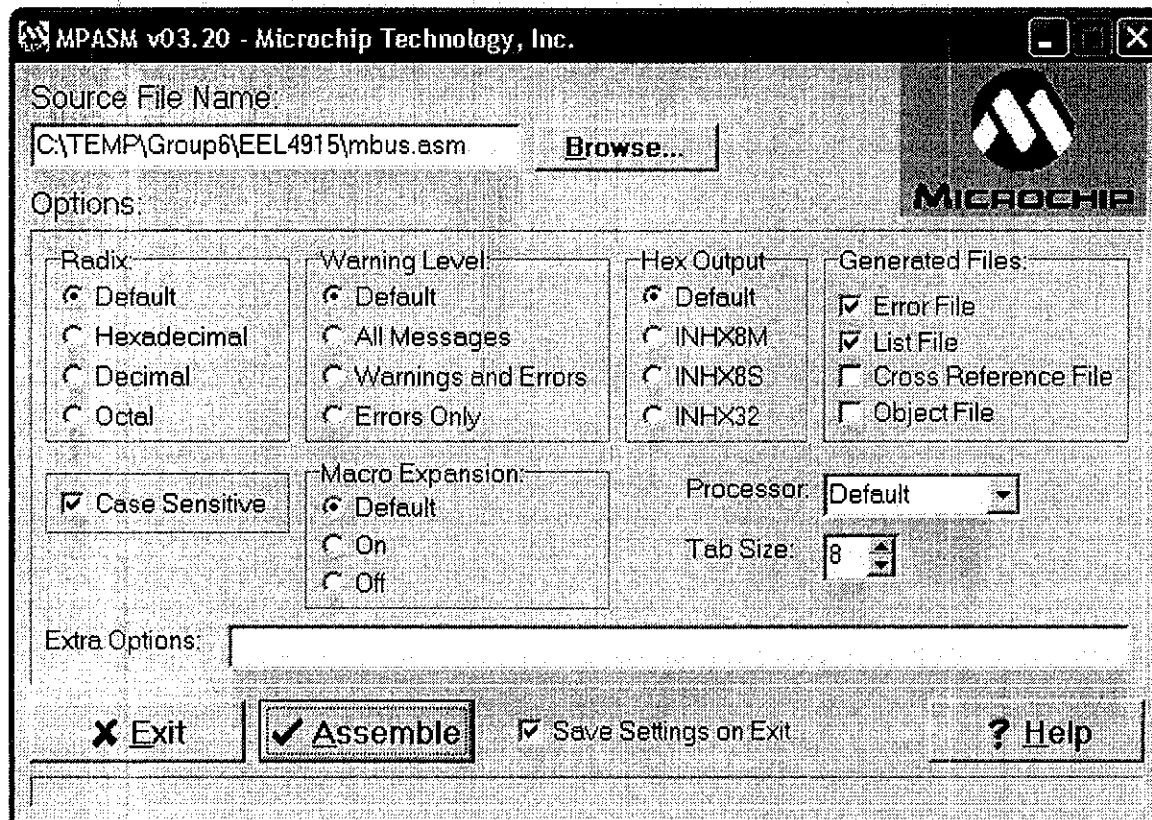 MPASM v03.20 - Microchip Technology, Inc.
Source File Name:
C:\TEMP\Group6\EEL4915\mbus.asm
Browse...
MICROCHIP
Options:
Radix:
Default
Hexadecimal
Decimal
Octal
Warning Level:
Default
All Messages
Warnings and Errors
Errors Only
Hex Output
Default
INHX8M
INHX8S
INHX32
Generated Files:
Error File
List File
Cross Reference File
Object File
Case Sensitive
Macro Expansion:
Default
On
Off
Processor:
Default
Tab Size:
8
Extra Options:
Exit
Assemble
Save Settings on Exit
? Help